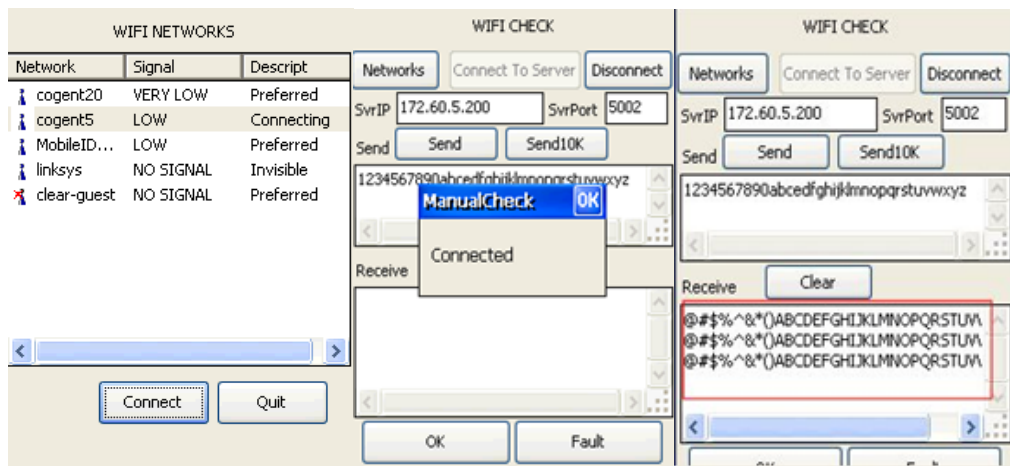 WIFI NETWORKS
Network Signal Descript
cogent20 VERY LOW Preferred
cogent5 LOW Connecting
MobileID... LOW Preferred
linksys NO SIGNAL Invisible
clear-guest NO SIGNAL Preferred
Connect Quit
WIFI CHECK
Networks Connect To Server Disconnect
SvrIP 172.60.5.200 SvrPort 5002
Send Send Send10K
1234567890abcedfghijklmnopqrstuvwxyz
ManualCheck OK
Connected
Receive
OK Fault
WIFI CHECK
Networks Connect To Server Disconnect
SvrIP 172.60.5.200 SvrPort 5002
Send Send Send10K
1234567890abcedfghijklmnopqrstuvwxyz
Receive Clear
@#$%^&*()ABCDEFGHIJKLMNOPQRSTUV
@#$%^&*()ABCDEFGHIJKLMNOPQRSTUV
@#$%^&*()ABCDEFGHIJKLMNOPQRSTUV